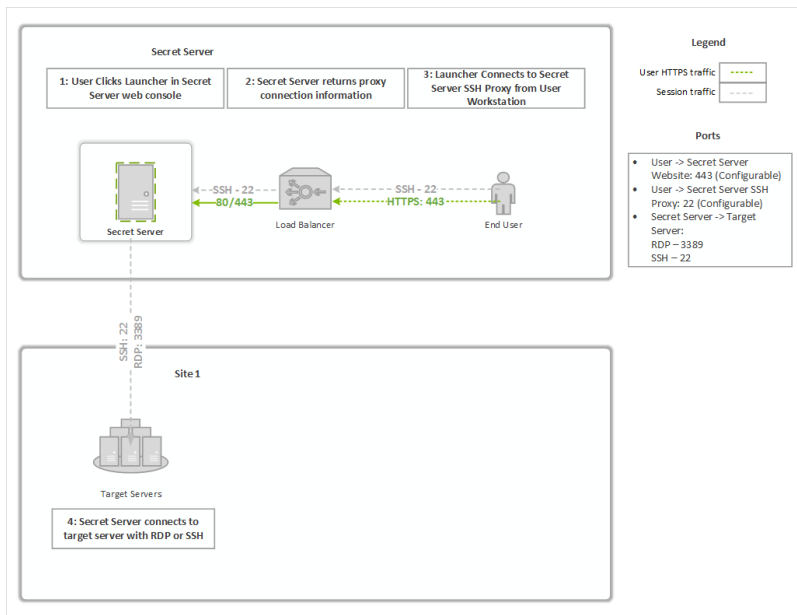 Secret Server
1: User Clicks Launcher in Secret
Server web console
2: Secret Server returns proxy
connection information
3: Launcher Connects to Secret
Server SSH Proxy from User
Workstation
SSH - 22
80/443
SSH - 22
HTTPS: 443
Secret Server
Load Balancer
End User
SSH: 22
RDP: 3389
Site 1
Target Servers
4: Secret Server connects to
target server with RDP or SSH
Legend
User HTTPS traffic
Session traffic
Ports
• User -> Secret Server
Website: 443 (Configurable)
• User -> Secret Server SSH
Proxy: 22 (Configurable)
• Secret Server -> Target
Server:
RDP – 3389
SSH – 22